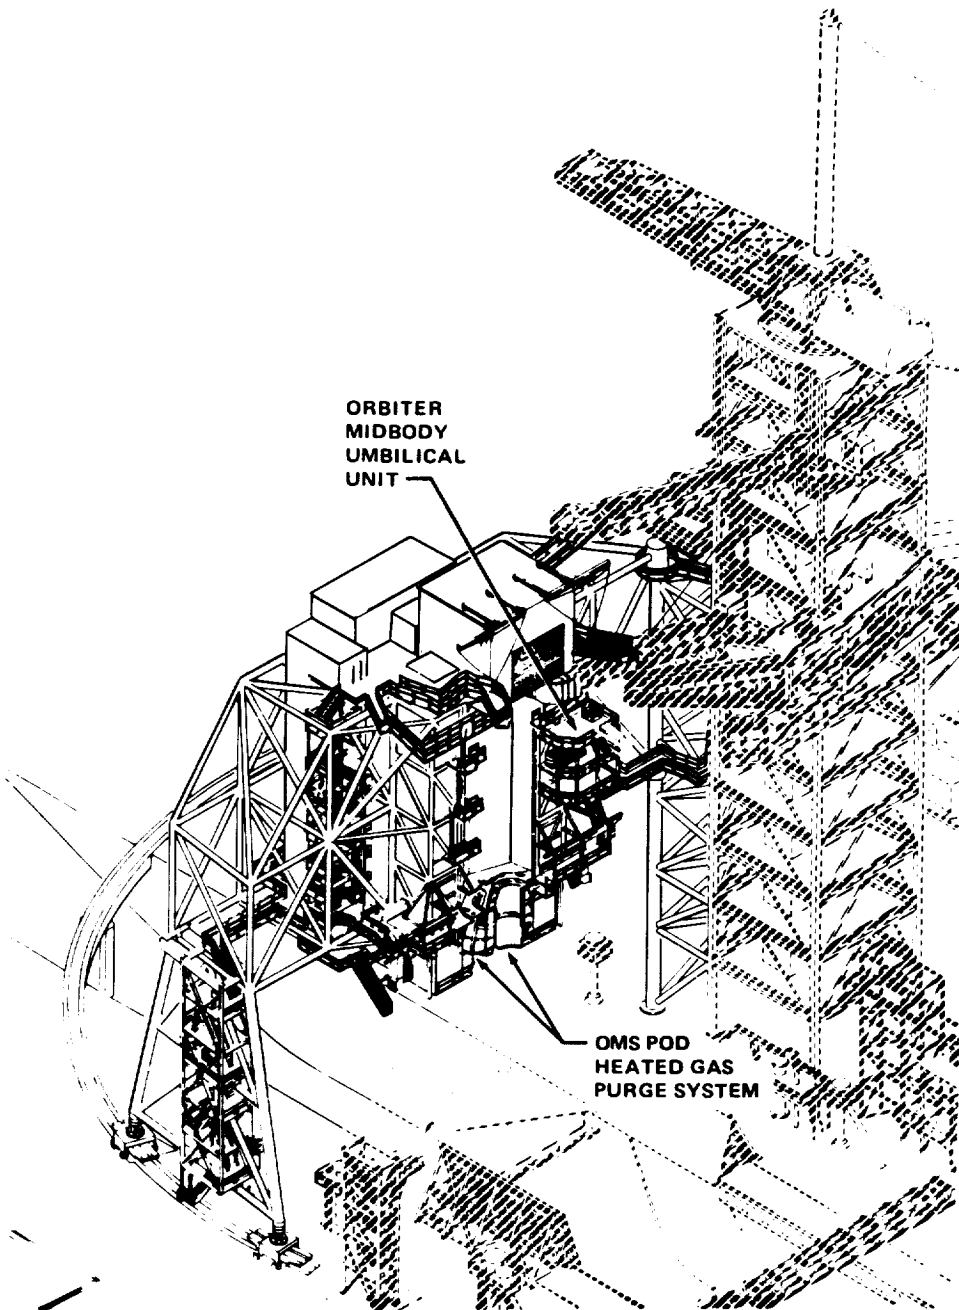 ORBITER
MIDBODY
UMBILICAL
UNIT
OMS POD
HEATED GAS
PURGE SYSTEM